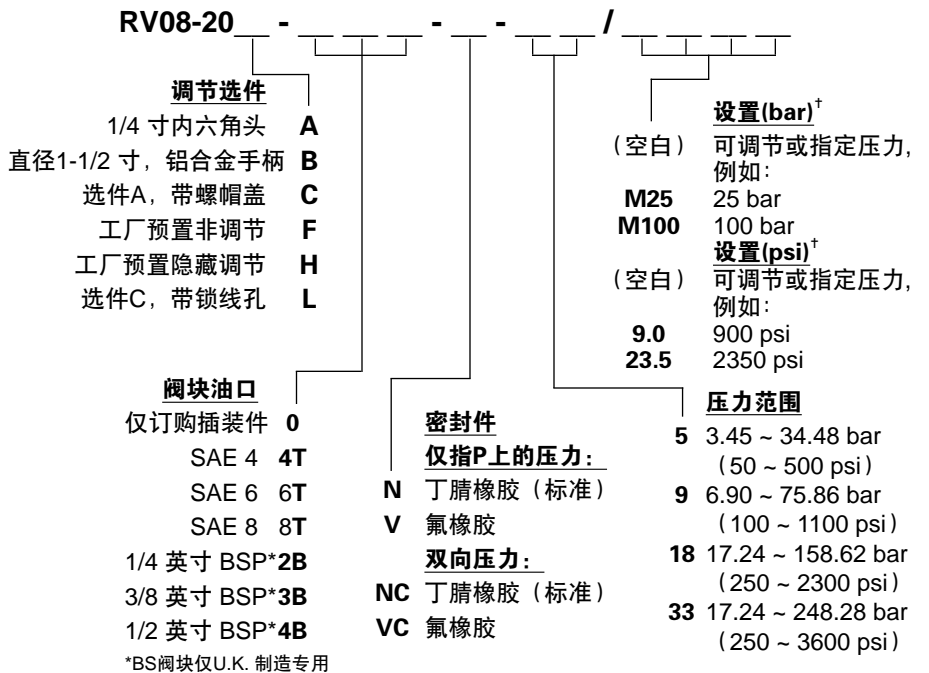 RV08-20__ - __ __ __ - __ - __ __ / __ __ __ __
调节选件
1/4 寸内六角头 A
直径1-1/2 寸，铝合金手柄 B
选件A，带螺帽盖 C
工厂预置非调节 F
工厂预置隐藏调节 H
选件C，带锁线孔 L
阀块油口
仅订购插装件 0
SAE 4 4T
SAE 6 6T
SAE 8 8T
1/4 英寸 BSP*2B
3/8 英寸 BSP*3B
1/2 英寸 BSP*4B
*BS阀块仅U.K. 制造专用
密封件
仅指P上的压力：
N 丁腈橡胶（标准）
V 氟橡胶
双向压力：
NC 丁腈橡胶（标准）
VC 氟橡胶
设置(bar)†
（空白） 可调节或指定压力，
例如：
M25 25 bar
M100 100 bar
设置(psi)†
（空白） 可调节或指定压力，
例如：
9.0 900 psi
23.5 2350 psi
压力范围
5 3.45 ~ 34.48 bar
（50 ~ 500 psi）
9 6.90 ~ 75.86 bar
（100 ~ 1100 psi）
18 17.24 ~ 158.62 bar
（250 ~ 2300 psi）
33 17.24 ~ 248.28 bar
（250 ~ 3600 psi）